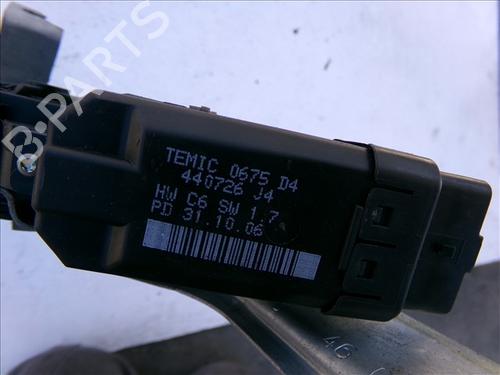 B-PARTS
TEMIC 0675 D4
440726 J4
HW C6 SW 1.7
PD 31.10.06
46